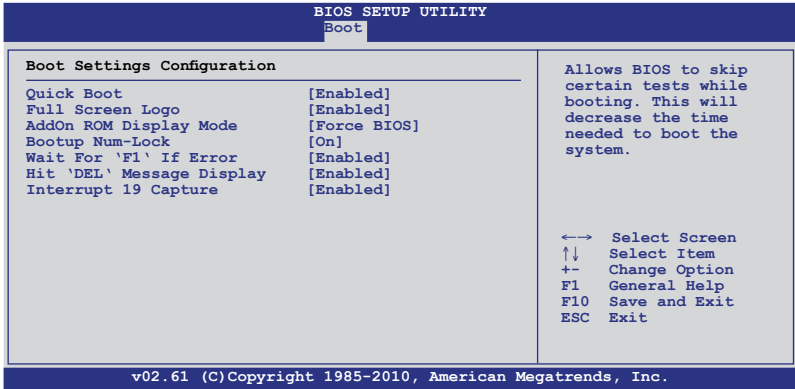 BIOS SETUP UTILITY
Boot
Boot Settings Configuration
Quick Boot [Enabled]
Full Screen Logo [Enabled]
AddOn ROM Display Mode [Force BIOS]
Bootup Num-Lock [On]
Wait For ‘F1‘ If Error [Enabled]
Hit ‘DEL‘ Message Display [Enabled]
Interrupt 19 Capture [Enabled]
Allows BIOS to skip
certain tests while
booting. This will
decrease the time
needed to boot the
system.
←→ Select Screen
↑↓ Select Item
+- Change Option
F1 General Help
F10 Save and Exit
ESC Exit
v02.61 (C)Copyright 1985-2010, American Megatrends, Inc.